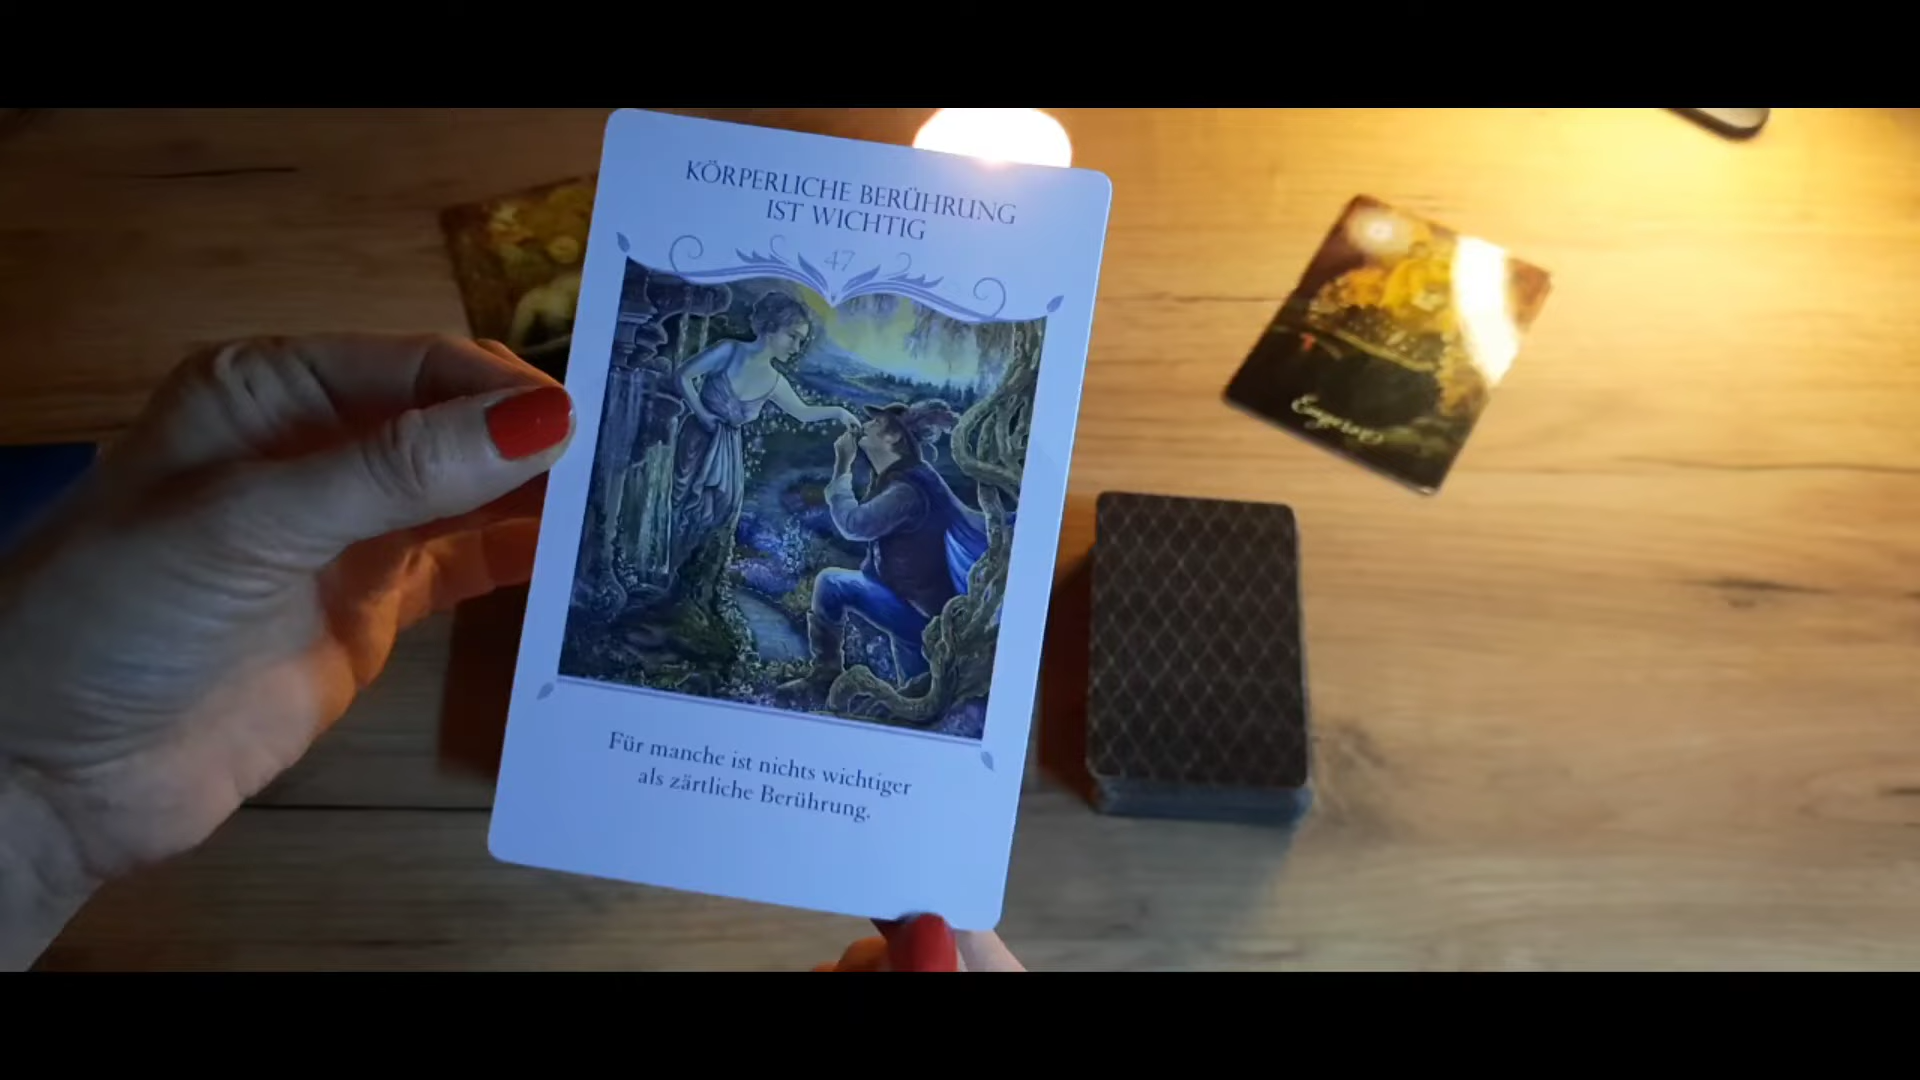 KÖRPERLICHE BERÜHRUNG
IST WICHTIG
47
Für manche ist nichts wichtiger
als zärtliche Berührung.